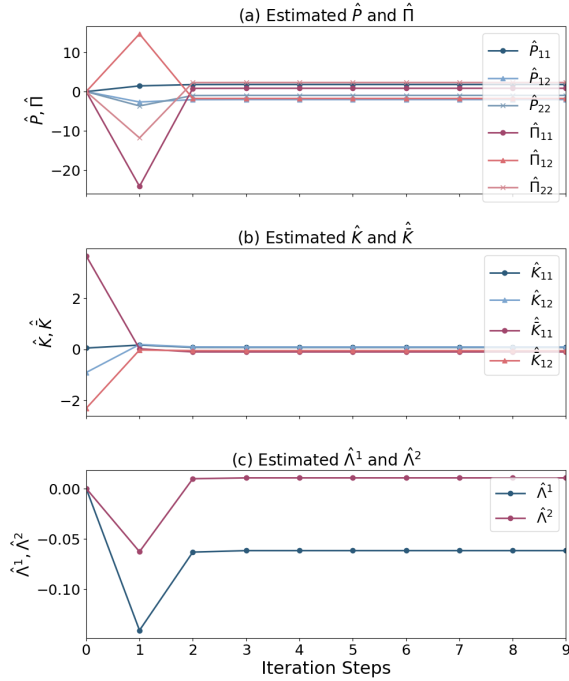 (a) Estimated P̂ and Π̂
10
0
−10
−20
P̂, Π̂
P̂₁₁
P̂₁₂
P̂₂₂
Π̂₁₁
Π̂₁₂
Π̂₂₂
(b) Estimated K̂ and K̄̂
2
0
−2
K̂, K̄̂
K̂₁₁
K̂₁₂
K̄̂₁₁
K̄̂₁₂
(c) Estimated Λ̂¹ and Λ̂²
0.00
−0.05
−0.10
Λ̂¹, Λ̂²
Λ̂¹
Λ̂²
0 1 2 3 4 5 6 7 8 9
Iteration Steps